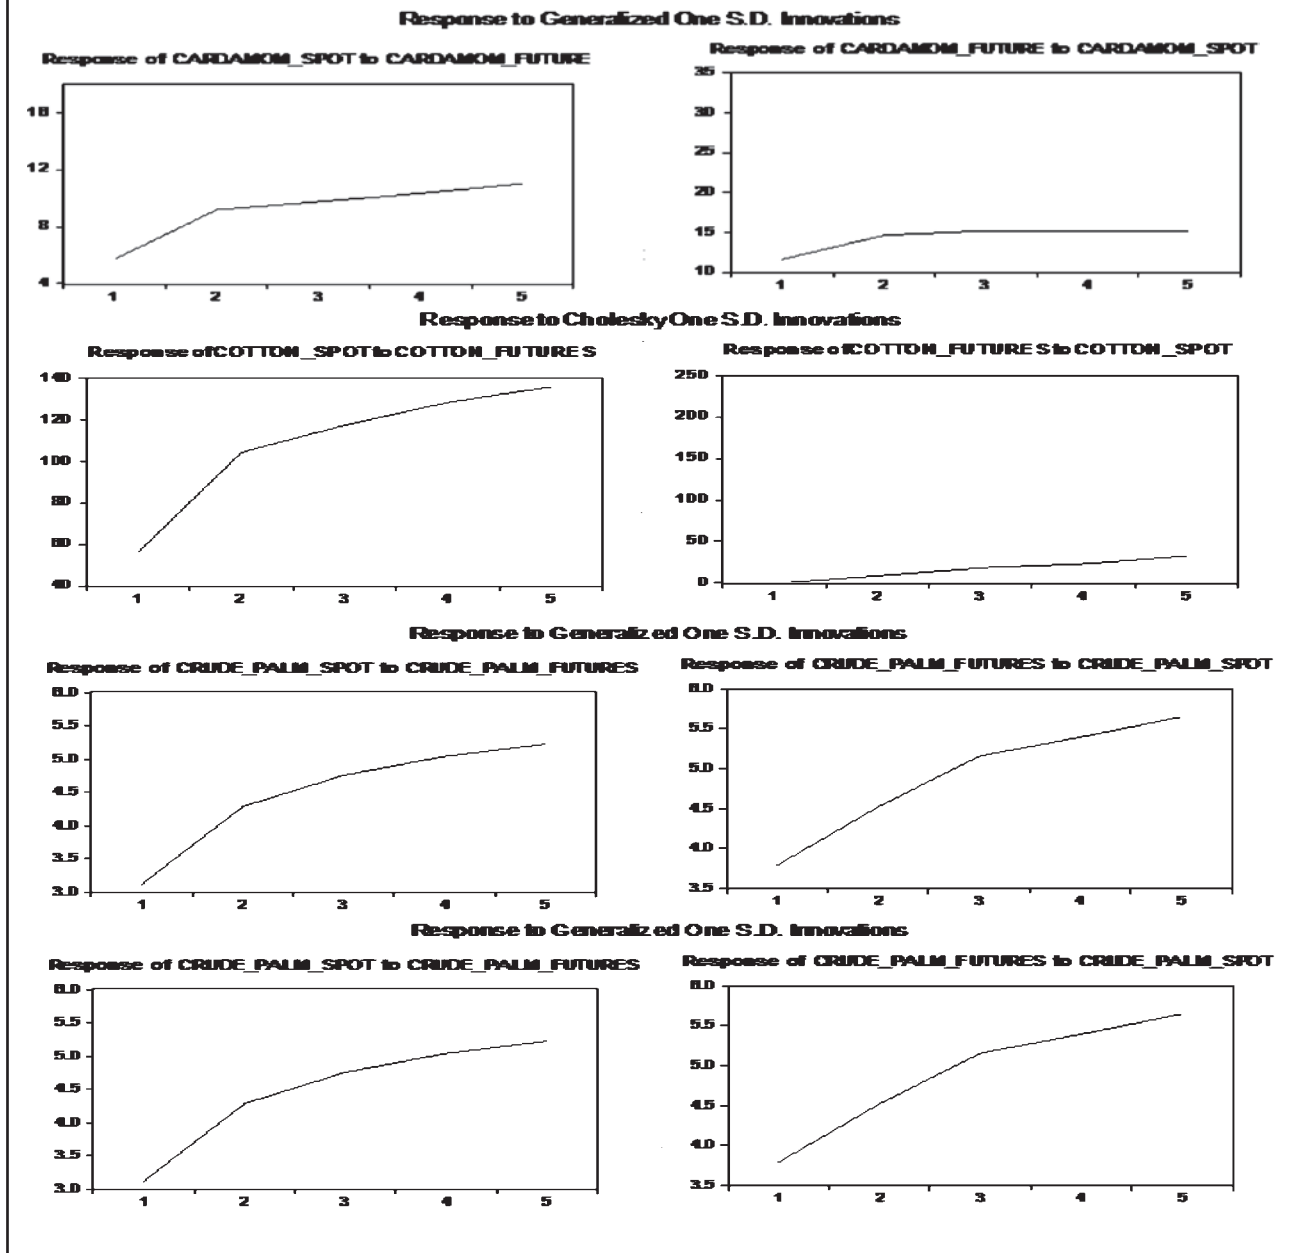 Response to Generalized One S.D. Innovations
Response of CARDAMOM_SPOT to CARDAMOM_FUTURE
Response of CARDAMOM_FUTURE to CARDAMOM_SPOT
16
12
8
4
1 2 3 4 5
35
30
25
20
15
10
1 2 3 4 5
Response to Cholesky One S.D. Innovations
Response of COTTON_SPOT to COTTON_FUTURES
Response of COTTON_FUTURES to COTTON_SPOT
140
120
100
80
60
40
1 2 3 4 5
250
200
150
100
50
0
1 2 3 4 5
Response to Generalized One S.D. Innovations
Response of CRUDE_PALM_SPOT to CRUDE_PALM_FUTURES
Response of CRUDE_PALM_FUTURES to CRUDE_PALM_SPOT
6.0
5.5
5.0
4.5
4.0
3.5
3.0
1 2 3 4 5
6.0
5.5
5.0
4.5
4.0
3.5
1 2 3 4 5
Response to Generalized One S.D. Innovations
Response of CRUDE_PALM_SPOT to CRUDE_PALM_FUTURES
Response of CRUDE_PALM_FUTURES to CRUDE_PALM_SPOT
6.0
5.5
5.0
4.5
4.0
3.5
3.0
1 2 3 4 5
6.0
5.5
5.0
4.5
4.0
3.5
1 2 3 4 5